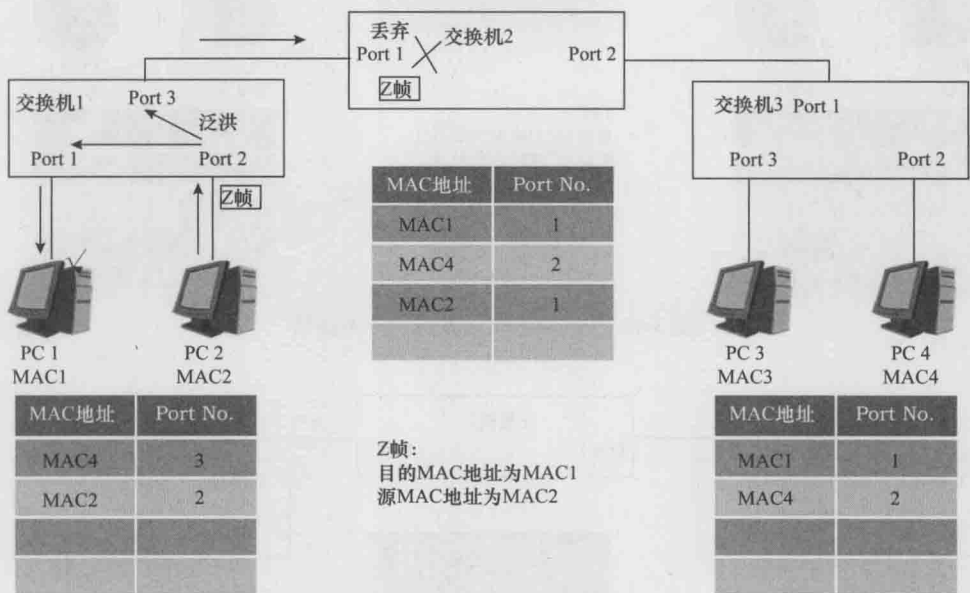 丢弃
Port 1
交换机2
Port 2
Z帧
交换机1
Port 3
泛洪
Port 1
Port 2
Z帧
交换机3 Port 1
Port 3
Port 2
MAC地址 Port No.
MAC1 1
MAC4 2
MAC2 1
PC 1
MAC1
PC 2
MAC2
PC 3
MAC3
PC 4
MAC4
MAC地址 Port No.
MAC4 3
MAC2 2
Z帧：
目的MAC地址为MAC1
源MAC地址为MAC2
MAC地址 Port No.
MAC1 1
MAC4 2